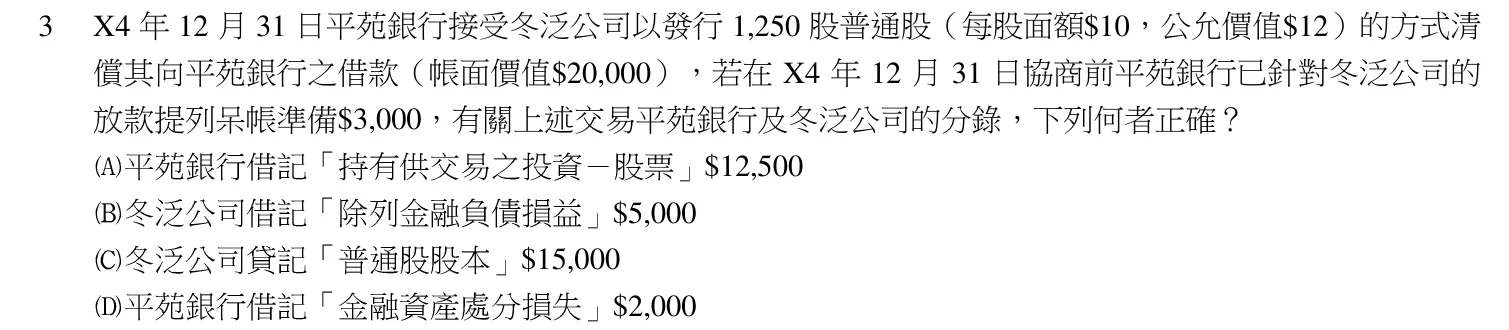 3 X4 年 12 月 31 日平苑銀行接受冬泛公司以發行 1,250 股普通股（每股面額$10，公允價值$12）的方式清
償其向平苑銀行之借款（帳面價值$20,000），若在 X4 年 12 月 31 日協商前平苑銀行已針對冬泛公司的
放款提列呆帳準備$3,000，有關上述交易平苑銀行及冬泛公司的分錄，下列何者正確？
⑷平苑銀行借記「持有供交易之投資－股票」$12,500
⑸冬泛公司借記「除列金融負債損益」$5,000
⑹冬泛公司貸記「普通股股本」$15,000
⑺平苑銀行借記「金融資產處分損失」$2,000